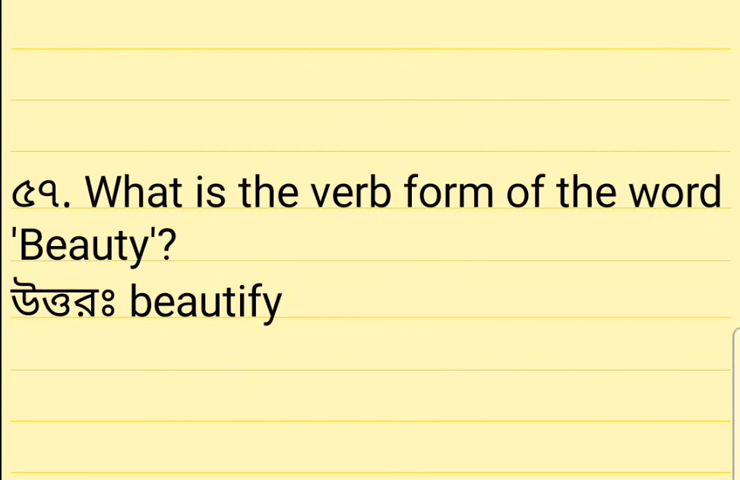 ৫৭. What is the verb form of the word
'Beauty'?
উত্তরঃ beautify